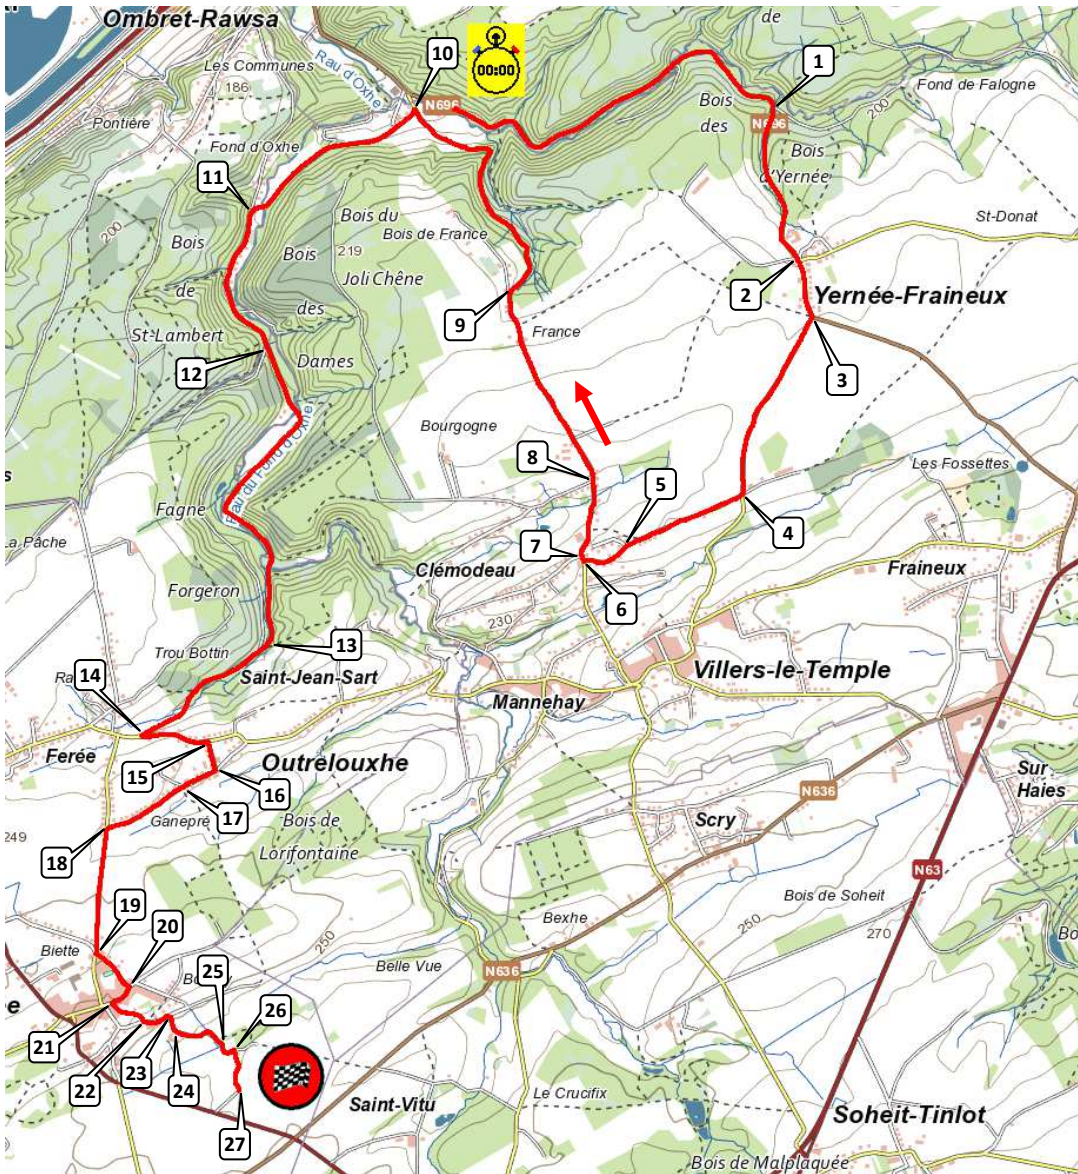 Ombret-Rawsa
de
10
00:00
1
Les Communes
Rau d'Oxhe
186
N696
Bois
des
Fond de Falogne
200
Pontière
N696
Fond d'Oxhe
Bois
d'Yernée
11
200
Bois
de
St-Lambert
Bois du
Joli Chêne
219
Bois de France
St-Donat
Bois
des
Dames
2
Yernée-Fraineux
9
France
12
3
Rau du Fond d'Oxhe
Bourgogne
8
5
Les Fossettes
s
Fagne
4
La Pâche
7
Clémodeau
6
Fraineux
Forgeron
230
Trou Bottin
13
14
Ra
Saint-Jean-Sart
Villers-le-Temple
Mannehay
Ferée
15
Outrelouxhe
16
Sur
Haies
17
N636
Ganepré
Bois de
Lorifontaine
Scry
249
18
N63
19
20
Bois de Soheit
Bexhe
250
270
Biette
250
Belle Vue
N636
25
26
Bo
21
22
23
24
27
Saint-Vitu
Le Crucifix
Soheit-Tinlot
Bois de Malplaquée